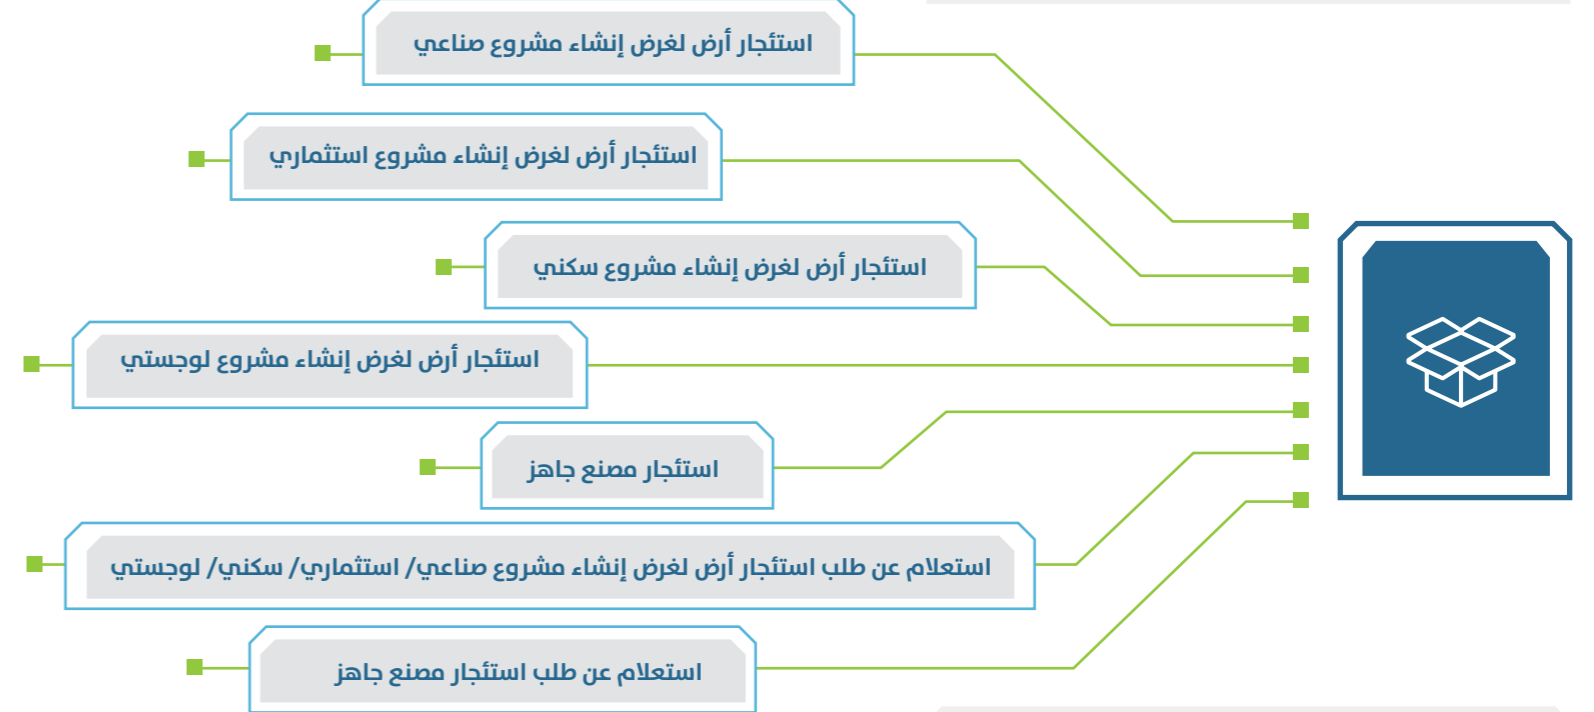 استئجار أرض لغرض إنشاء مشروع صناعي
استئجار أرض لغرض إنشاء مشروع استثماري
استئجار أرض لغرض إنشاء مشروع سكني
استئجار أرض لغرض إنشاء مشروع لوجستي
استئجار مصنع جاهز
استعلام عن طلب استئجار أرض لغرض إنشاء مشروع صناعي/ استثماري/ سكني/ لوجستي
استعلام عن طلب استئجار مصنع جاهز